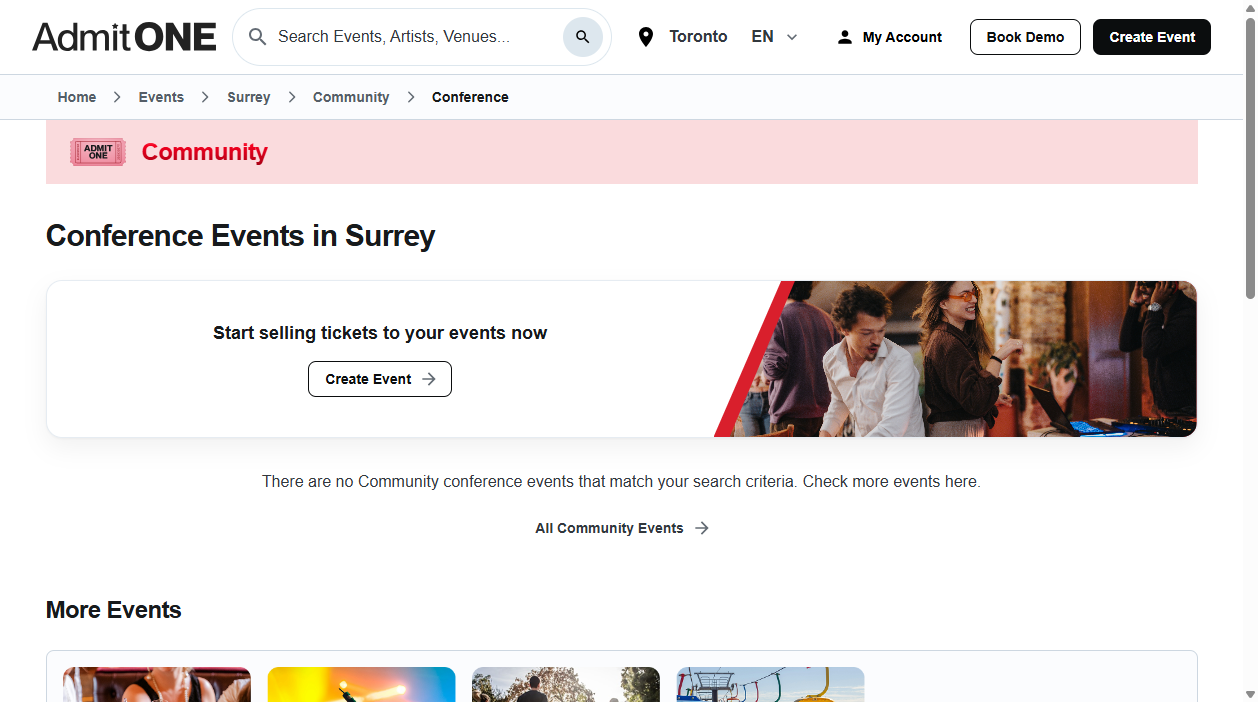 AdmitONE
Search Events, Artists, Venues...
Toronto
EN
My Account
Book Demo
Create Event
Home
Events
Surrey
Community
Conference
ADMIT
ONE
Community
Conference Events in Surrey
Start selling tickets to your events now
Create Event
There are no Community conference events that match your search criteria. Check more events here.
All Community Events
More Events